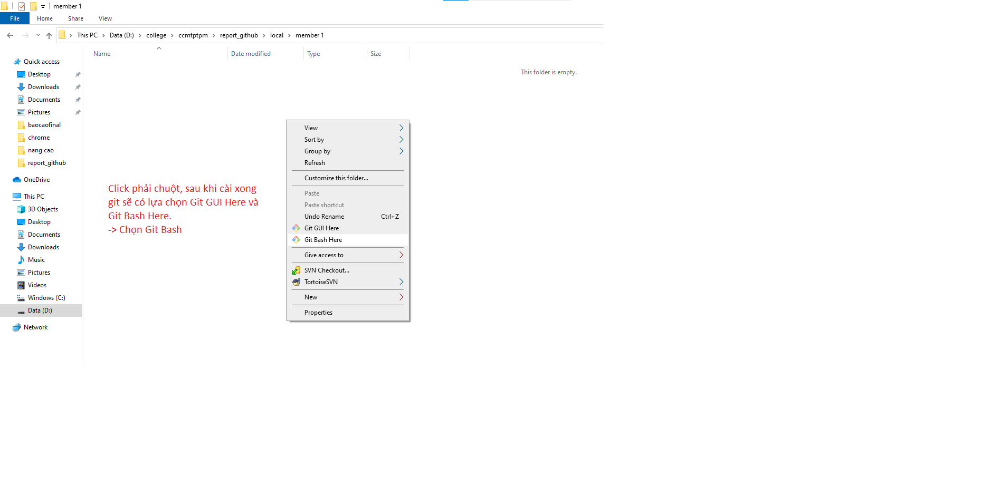 member 1
File Home Share View
This PC Data (D:) college ccmtptpm report_github local member 1
Name Date modified Type Size
This folder is empty.
Quick access
Desktop
Downloads
Documents
Pictures
baocaofinal
chrome
nang cao
report_github
OneDrive
This PC
3D Objects
Desktop
Documents
Downloads
Music
Pictures
Videos
Windows (C:)
Data (D:)
Network
Click phải chuột, sau khi cài xong
git sẽ có lựa chọn Git GUI Here và
Git Bash Here.
-> Chọn Git Bash
View
Sort by
Group by
Refresh
Customize this folder...
Paste
Paste shortcut
Undo Rename Ctrl+Z
Git GUI Here
Git Bash Here
Give access to
SVN Checkout...
TortoiseSVN
New
Properties